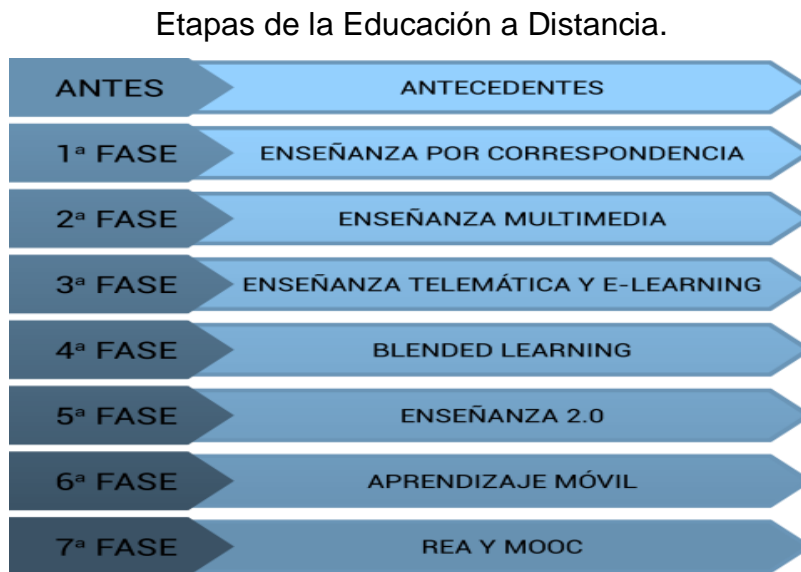 Etapas de la Educación a Distancia.
ANTES ANTECEDENTES
1ª FASE ENSEÑANZA POR CORRESPONDENCIA
2ª FASE ENSEÑANZA MULTIMEDIA
3ª FASE ENSEÑANZA TELEMÁTICA Y E-LEARNING
4ª FASE BLENDED LEARNING
5ª FASE ENSEÑANZA 2.0
6ª FASE APRENDIZAJE MÓVIL
7ª FASE REA Y MOOC